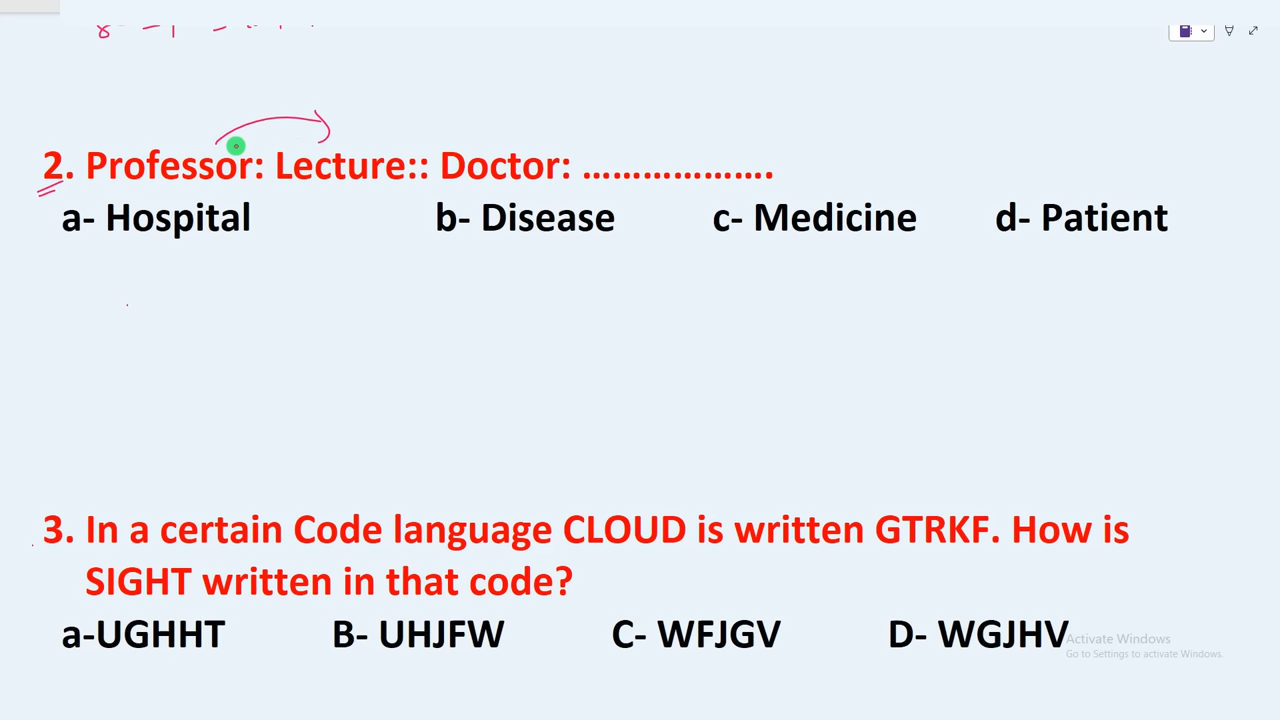 2. Professor: Lecture:: Doctor: ……………….
a- Hospital b- Disease c- Medicine d- Patient
3. In a certain Code language CLOUD is written GTRKF. How is
SIGHT written in that code?
a-UGHHT B- UHJFW C- WFJGV D- WGJHV
Activate Windows
Go to Settings to activate Windows.